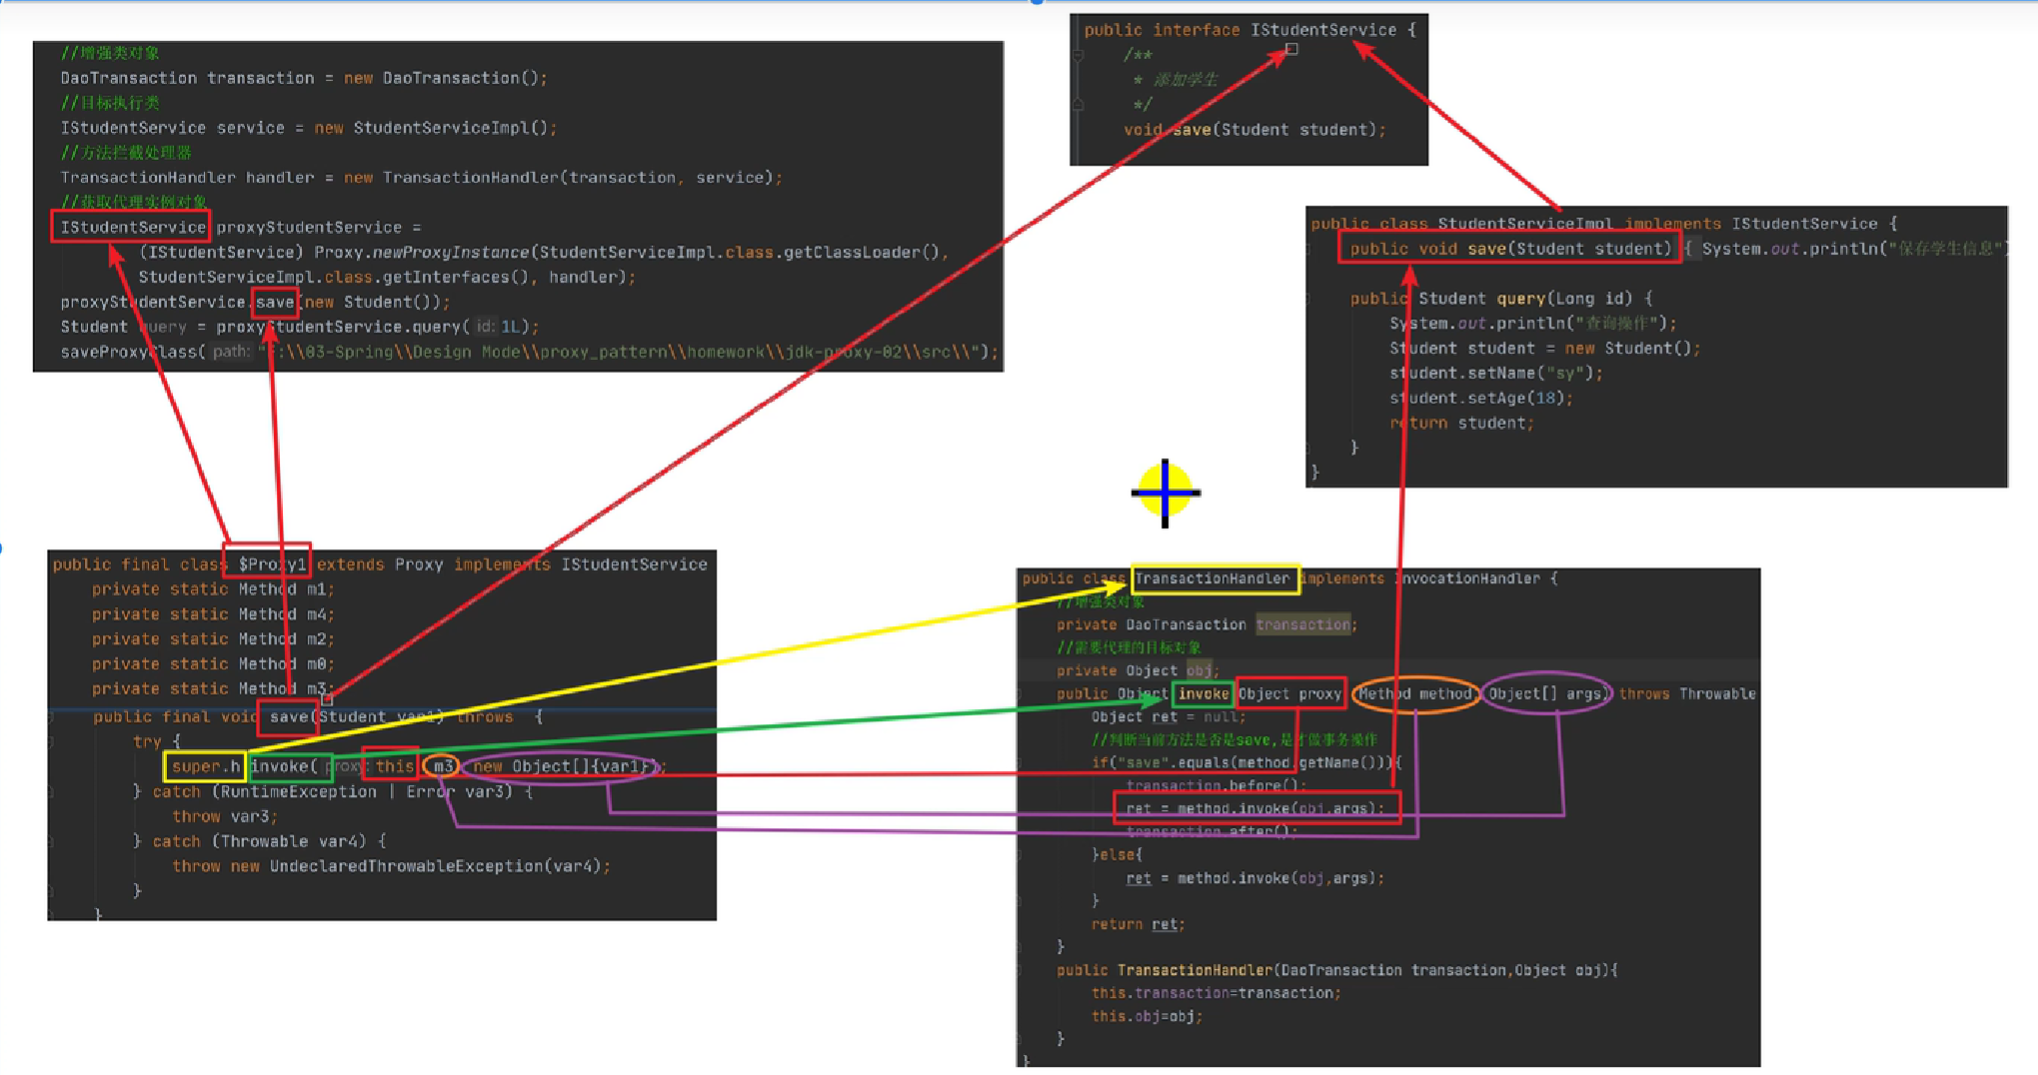 //增强类对象
DaoTransaction transaction = new DaoTransaction();
//目标执行类
IStudentService service = new StudentServiceImpl();
//方法拦截处理器
TransactionHandler handler = new TransactionHandler(transaction, service);
//获取代理实例对象
IStudentService proxyStudentService =
(IStudentService) Proxy.newProxyInstance(StudentServiceImpl.class.getClassLoader(),
StudentServiceImpl.class.getInterfaces(), handler);
proxyStudentService.save(new Student());
Student query = proxyStudentService.query( id: 1L);
saveProxyClass( path: "F:\\03-Spring\\Design Mode\\proxy_pattern\\homework\\jdk-proxy-02\\src\\");
public interface IStudentService {
/**
* 添加学生
*/
void save(Student student);
public class StudentServiceImpl implements IStudentService {
public void save(Student student) { System.out.println("保存学生信息")
public Student query(Long id) {
System.out.println("查询操作");
Student student = new Student();
student.setName("sy");
student.setAge(18);
return student;
}
}
public final class $Proxy1 extends Proxy implements IStudentService
private static Method m1;
private static Method m4;
private static Method m2;
private static Method m0;
private static Method m3;
public final void save(Student var1) throws {
try {
super.h invoke( proxy: this m3 new Object[]{var1});
} catch (RuntimeException | Error var3) {
throw var3;
} catch (Throwable var4) {
throw new UndeclaredThrowableException(var4);
}
}
public class TransactionHandler implements InvocationHandler {
//增强类对象
private DaoTransaction transaction;
//需要代理的目标对象
private Object obj;
public Object invoke Object proxy Method method, Object[] args) throws Throwable
Object ret = null;
//判断当前方法是否是save,是才做事务操作
if("save".equals(method.getName())){
transaction.before();
ret = method.invoke(obj,args);
transaction.after();
}else{
ret = method.invoke(obj,args);
}
return ret;
}
public TransactionHandler(DaoTransaction transaction,Object obj){
this.transaction=transaction;
this.obj=obj;
}
}